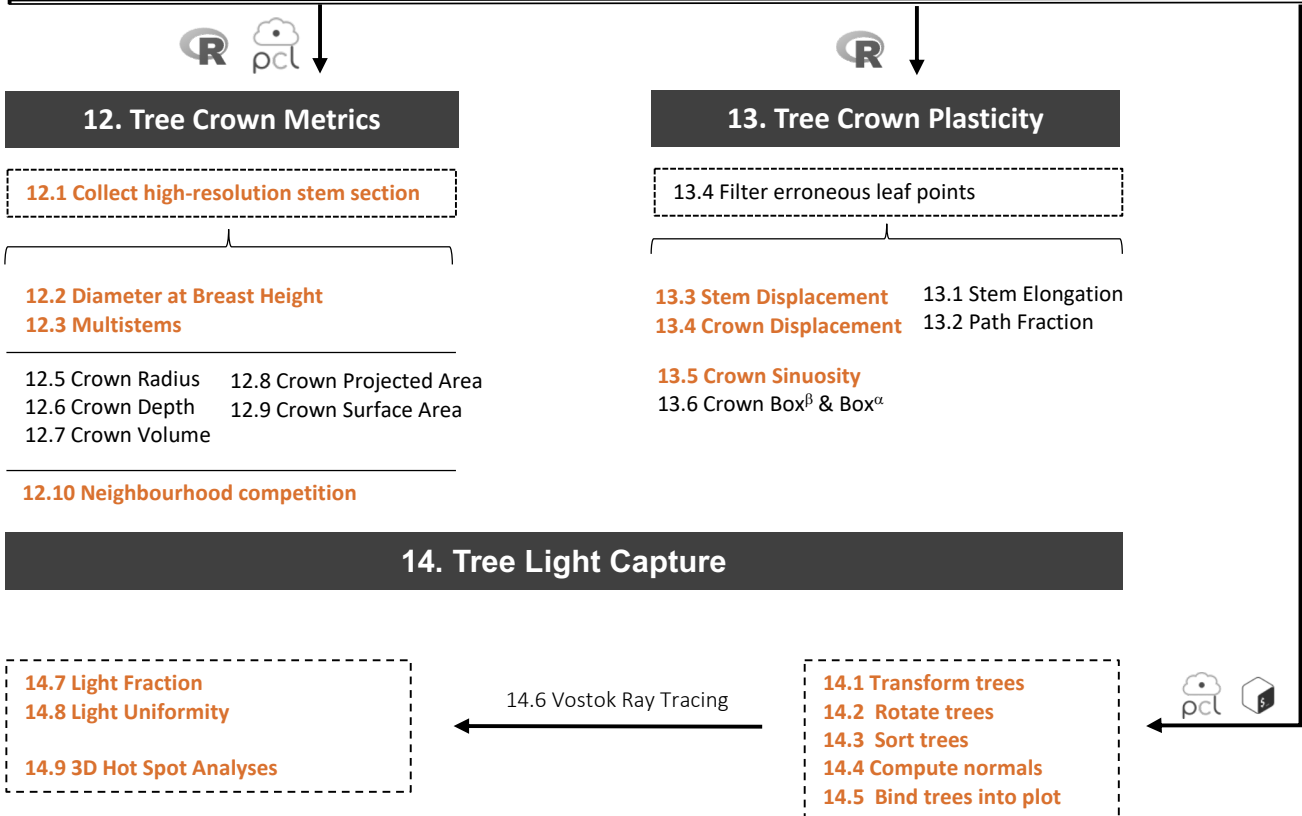 R
pcl
R
12. Tree Crown Metrics
13. Tree Crown Plasticity
12.1 Collect high-resolution stem section
13.4 Filter erroneous leaf points
12.2 Diameter at Breast Height
12.3 Multistems
13.3 Stem Displacement
13.4 Crown Displacement
13.1 Stem Elongation
13.2 Path Fraction
12.5 Crown Radius
12.6 Crown Depth
12.7 Crown Volume
12.8 Crown Projected Area
12.9 Crown Surface Area
13.5 Crown Sinuosity
13.6 Crown Boxᵝ & Boxᵅ
12.10 Neighbourhood competition
14. Tree Light Capture
14.7 Light Fraction
14.8 Light Uniformity
14.9 3D Hot Spot Analyses
14.6 Vostok Ray Tracing
14.1 Transform trees
14.2 Rotate trees
14.3 Sort trees
14.4 Compute normals
14.5 Bind trees into plot
pcl